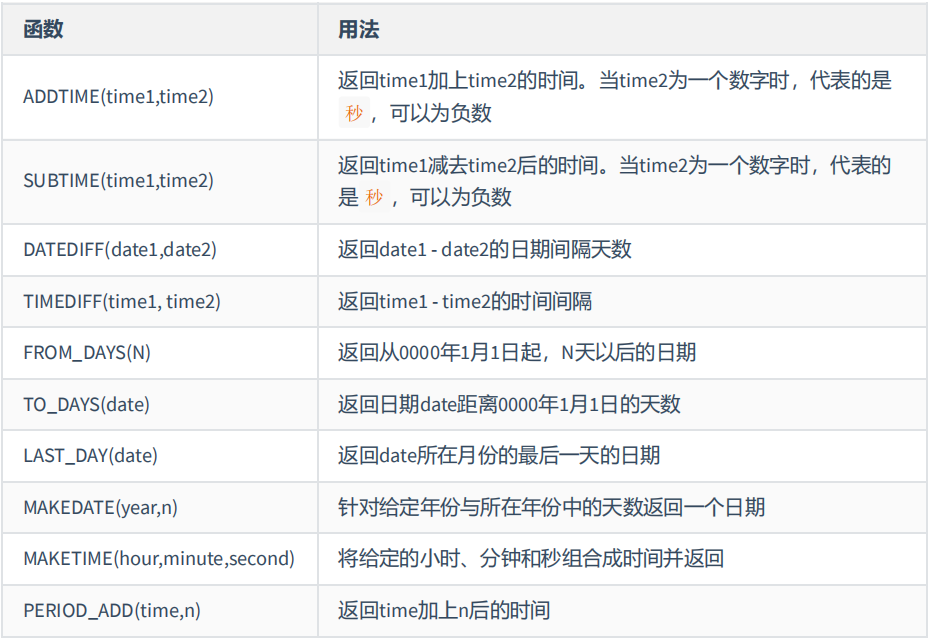 函数 用法
ADDTIME(time1,time2) 返回time1加上time2的时间。当time2为一个数字时，代表的是
秒，可以为负数
SUBTIME(time1,time2) 返回time1减去time2后的时间。当time2为一个数字时，代表的
是 秒，可以为负数
DATEDIFF(date1,date2) 返回date1 - date2的日期间隔天数
TIMEDIFF(time1, time2) 返回time1 - time2的时间间隔
FROM_DAYS(N) 返回从0000年1月1日起，N天以后的日期
TO_DAYS(date) 返回日期date距离0000年1月1日的天数
LAST_DAY(date) 返回date所在月份的最后一天的日期
MAKEDATE(year,n) 针对给定年份与所在年份中的天数返回一个日期
MAKETIME(hour,minute,second) 将给定的小时、分钟和秒组合成时间并返回
PERIOD_ADD(time,n) 返回time加上n后的时间